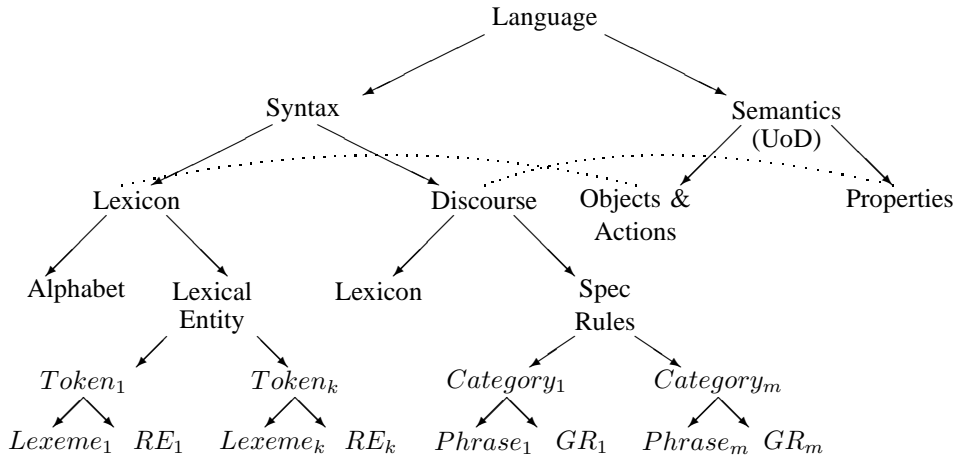 Language
Syntax
Semantics
(UoD)
Lexicon
Discourse
Objects &
Actions
Properties
Alphabet
Lexical
Entity
Lexicon
Spec
Rules
Token₁
Tokenₖ
Category₁
Categoryₘ
Lexeme₁ RE₁ Lexemeₖ REₖ Phrase₁ GR₁ Phraseₘ GRₘ